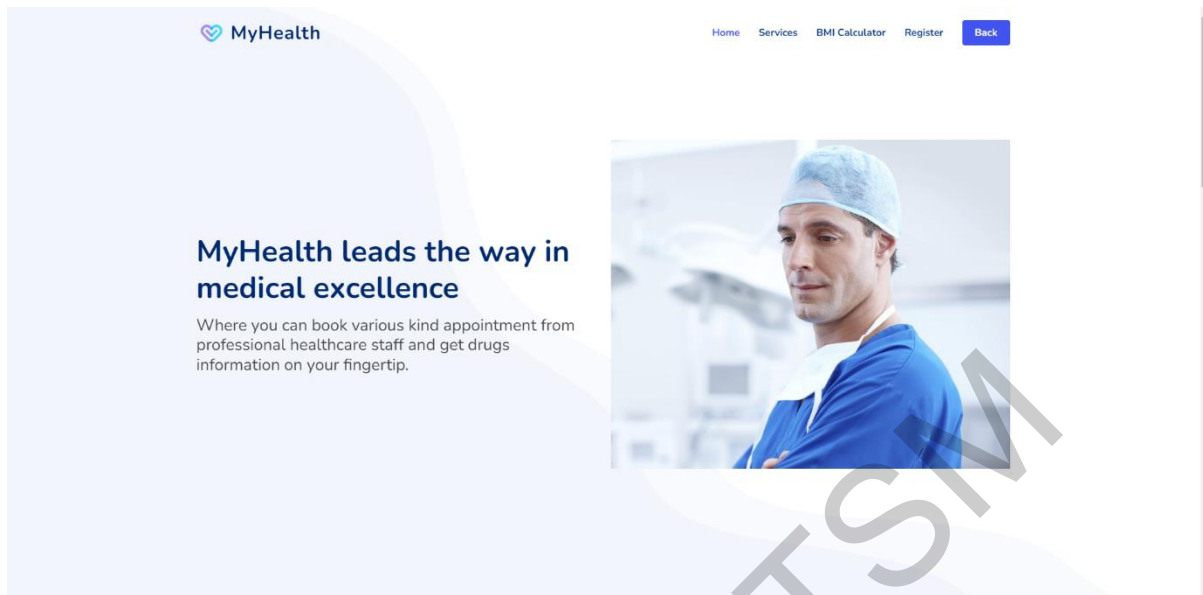 MyHealth
Home Services BMI Calculator Register Back
MyHealth leads the way in
medical excellence
Where you can book various kind appointment from
professional healthcare staff and get drugs
information on your fingertip.
TSM